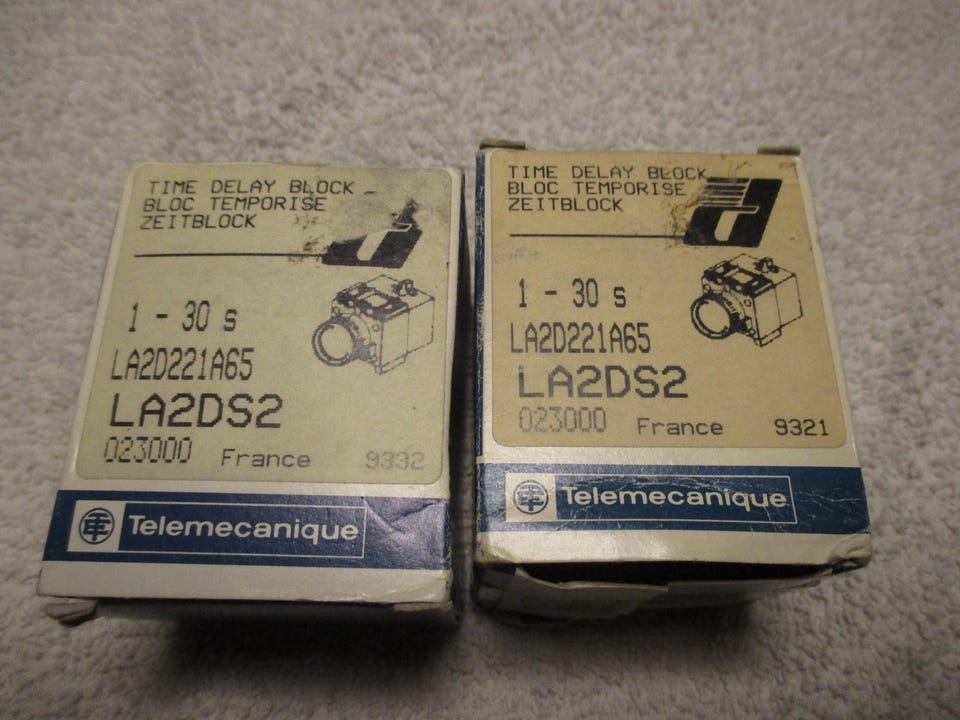 TIME DELAY BLOCK
BLOC TEMPORISE
ZEITBLOCK
1 - 30 s
LA2D221A65
LA2DS2
023000 France 9332
Telemecanique
TIME DELAY BLOCK
BLOC TEMPORISE
ZEITBLOCK
1 - 30 s
LA2D221A65
LA2DS2
023000 France 9321
Telemecanique